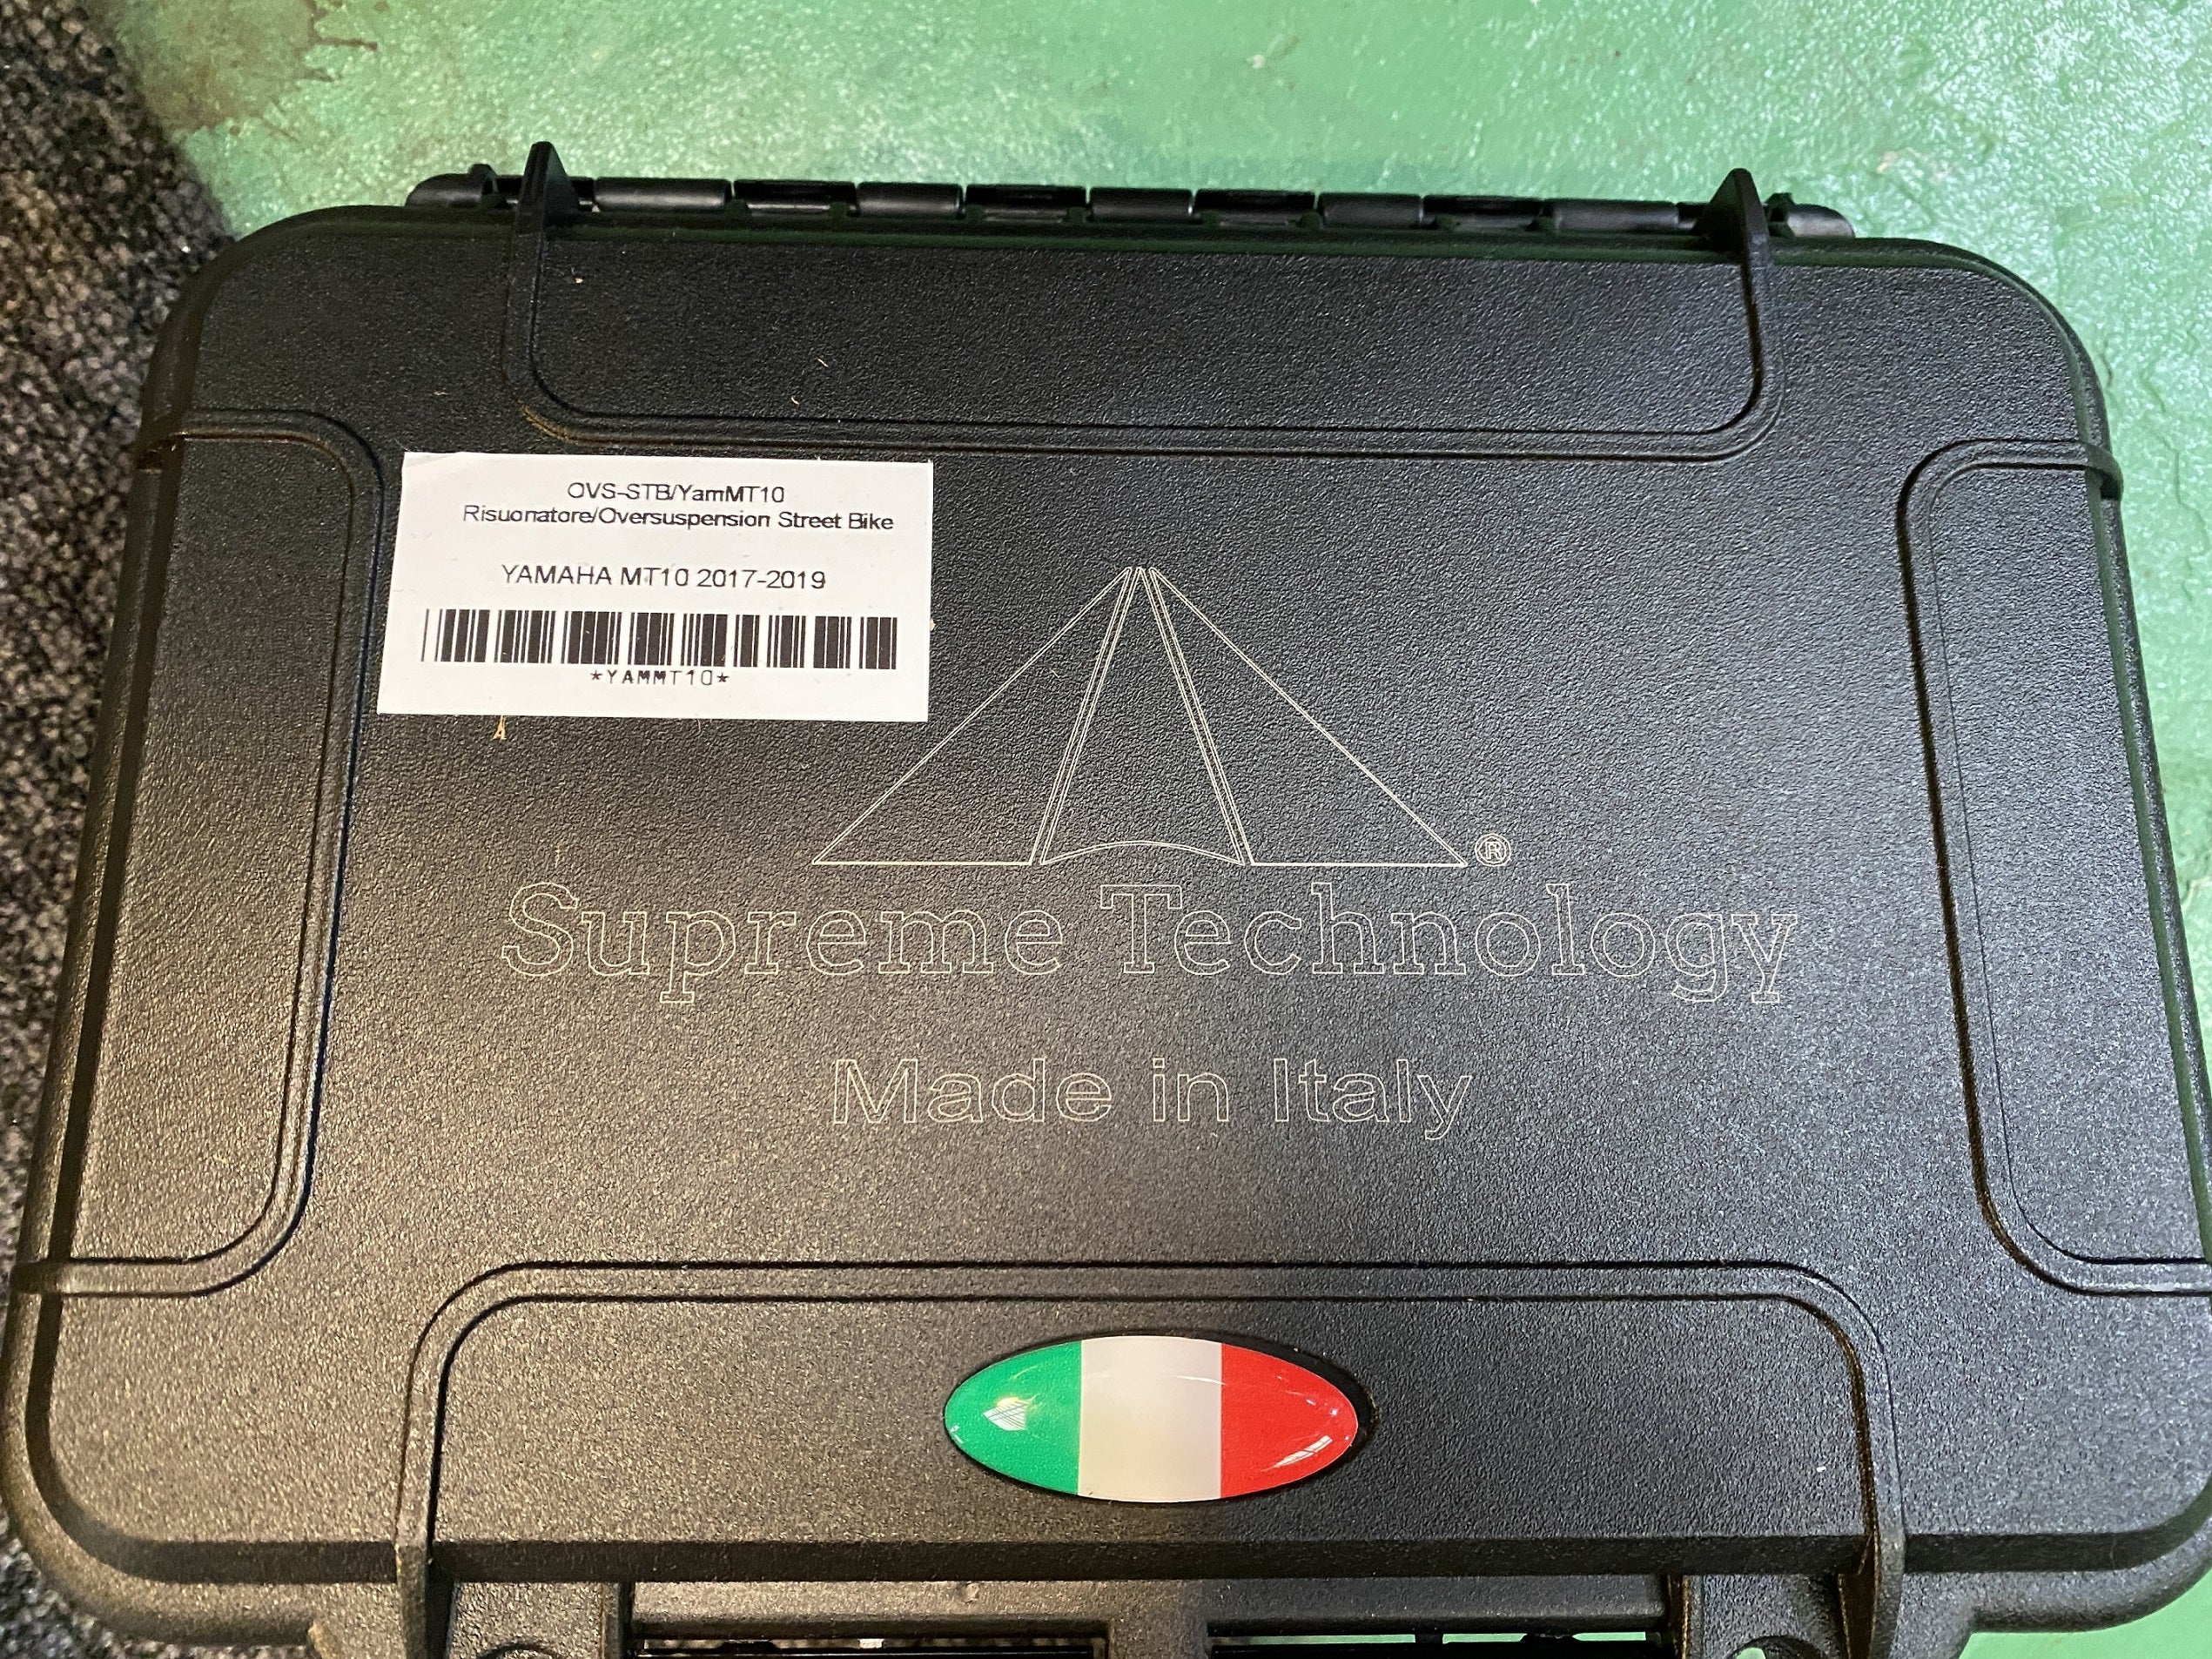 OVS-STB/YamMT10
Risuonatore/Oversuspension Street Bike
YAMAHA MT10 2017-2019
*YAMMT10*
®
Supreme Technology
Made in Italy